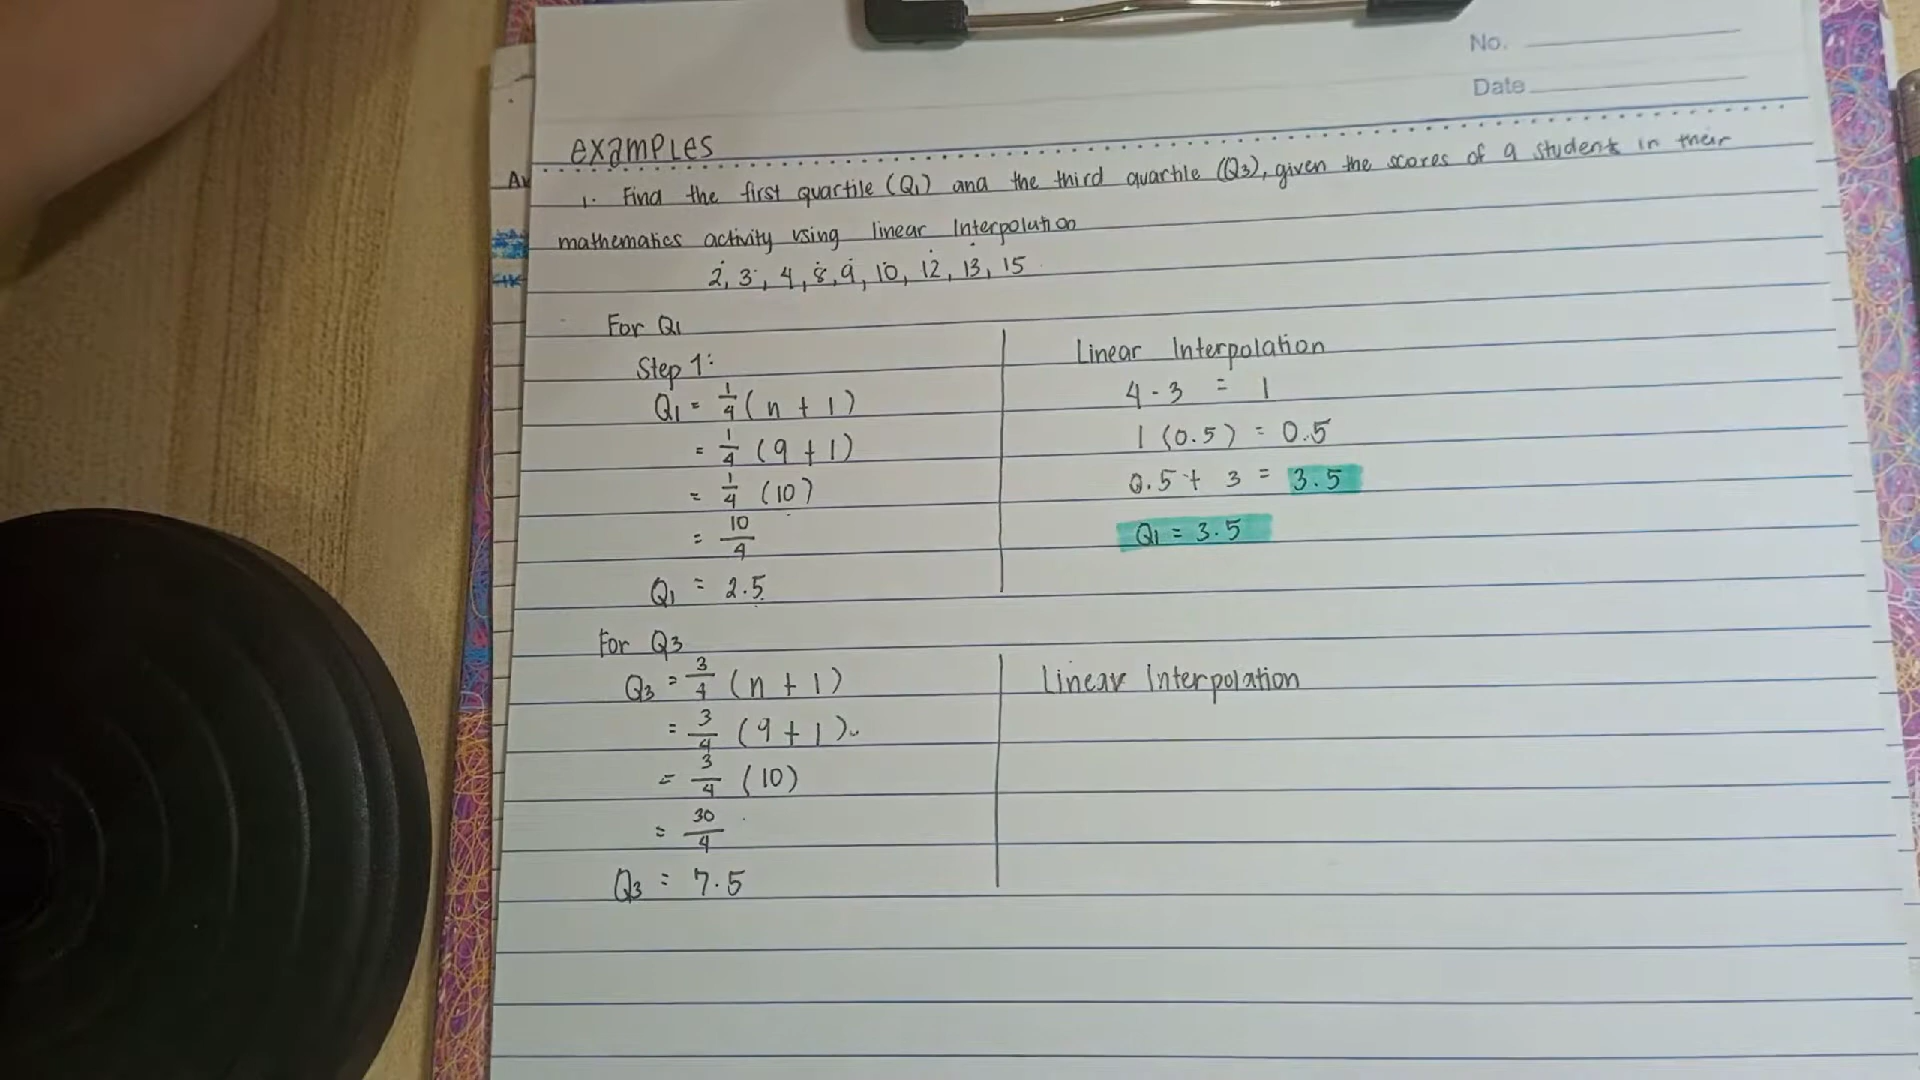 No.
Date
examples
1. Find the first quartile (Q1) and the third quartile (Q3), given the scores of 9 students in their
mathematics activity using linear Interpolation
2, 3, 4, 8, 9, 10, 12, 13, 15
For Q1
Step 1:
Q1 = 1/4 (n + 1)
= 1/4 (9 + 1)
= 1/4 (10)
= 10/4
Q1 = 2.5
Linear Interpolation
4 - 3 = 1
1 (0.5) = 0.5
0.5 + 3 = 3.5
Q1 = 3.5
For Q3
Q3 = 3/4 (n + 1)
= 3/4 (9 + 1)
= 3/4 (10)
= 30/4
Q3 = 7.5
Linear Interpolation